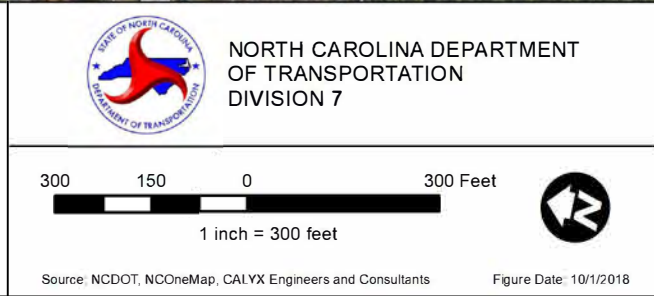 STATE OF NORTH CAROLINA
DEPARTMENT OF TRANSPORTATION
NORTH CAROLINA DEPARTMENT
OF TRANSPORTATION
DIVISION 7
300 150 0 300 Feet
1 inch = 300 feet
N
Source: NCDOT, NCOneMap, CALYX Engineers and Consultants Figure Date: 10/1/2018